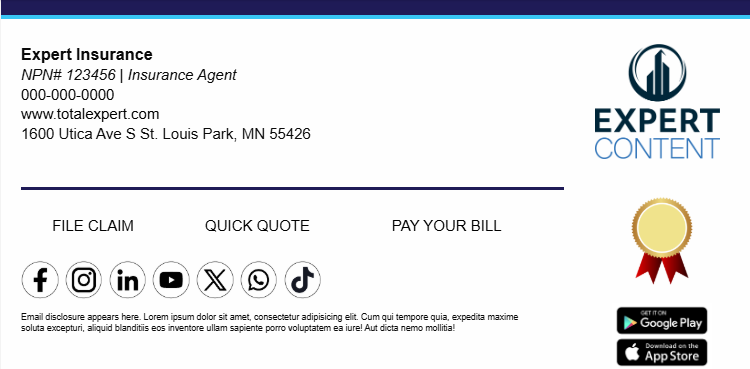 Expert Insurance
NPN# 123456 | Insurance Agent
000-000-0000
www.totalexpert.com
1600 Utica Ave S St. Louis Park, MN 55426
EXPERT
CONTENT
FILE CLAIM
QUICK QUOTE
PAY YOUR BILL
Email disclosure appears here. Lorem ipsum dolor sit amet, consectetur adipisicing elit. Cum qui tempore quia, expedita maxime
soluta excepturi, aliquid blanditiis eos inventore ullam sapiente porro voluptatem ea iure! Aut dicta nemo mollitia!
GET IT ON
Google Play
Download on the
App Store